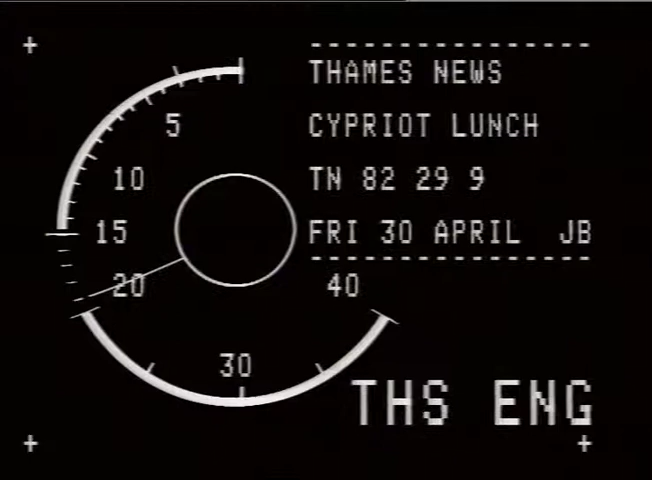 THAMES NEWS
CYPRIOT LUNCH
TN 82 29 9
FRI 30 APRIL JB
5
10
15
20
30
40
THS ENG